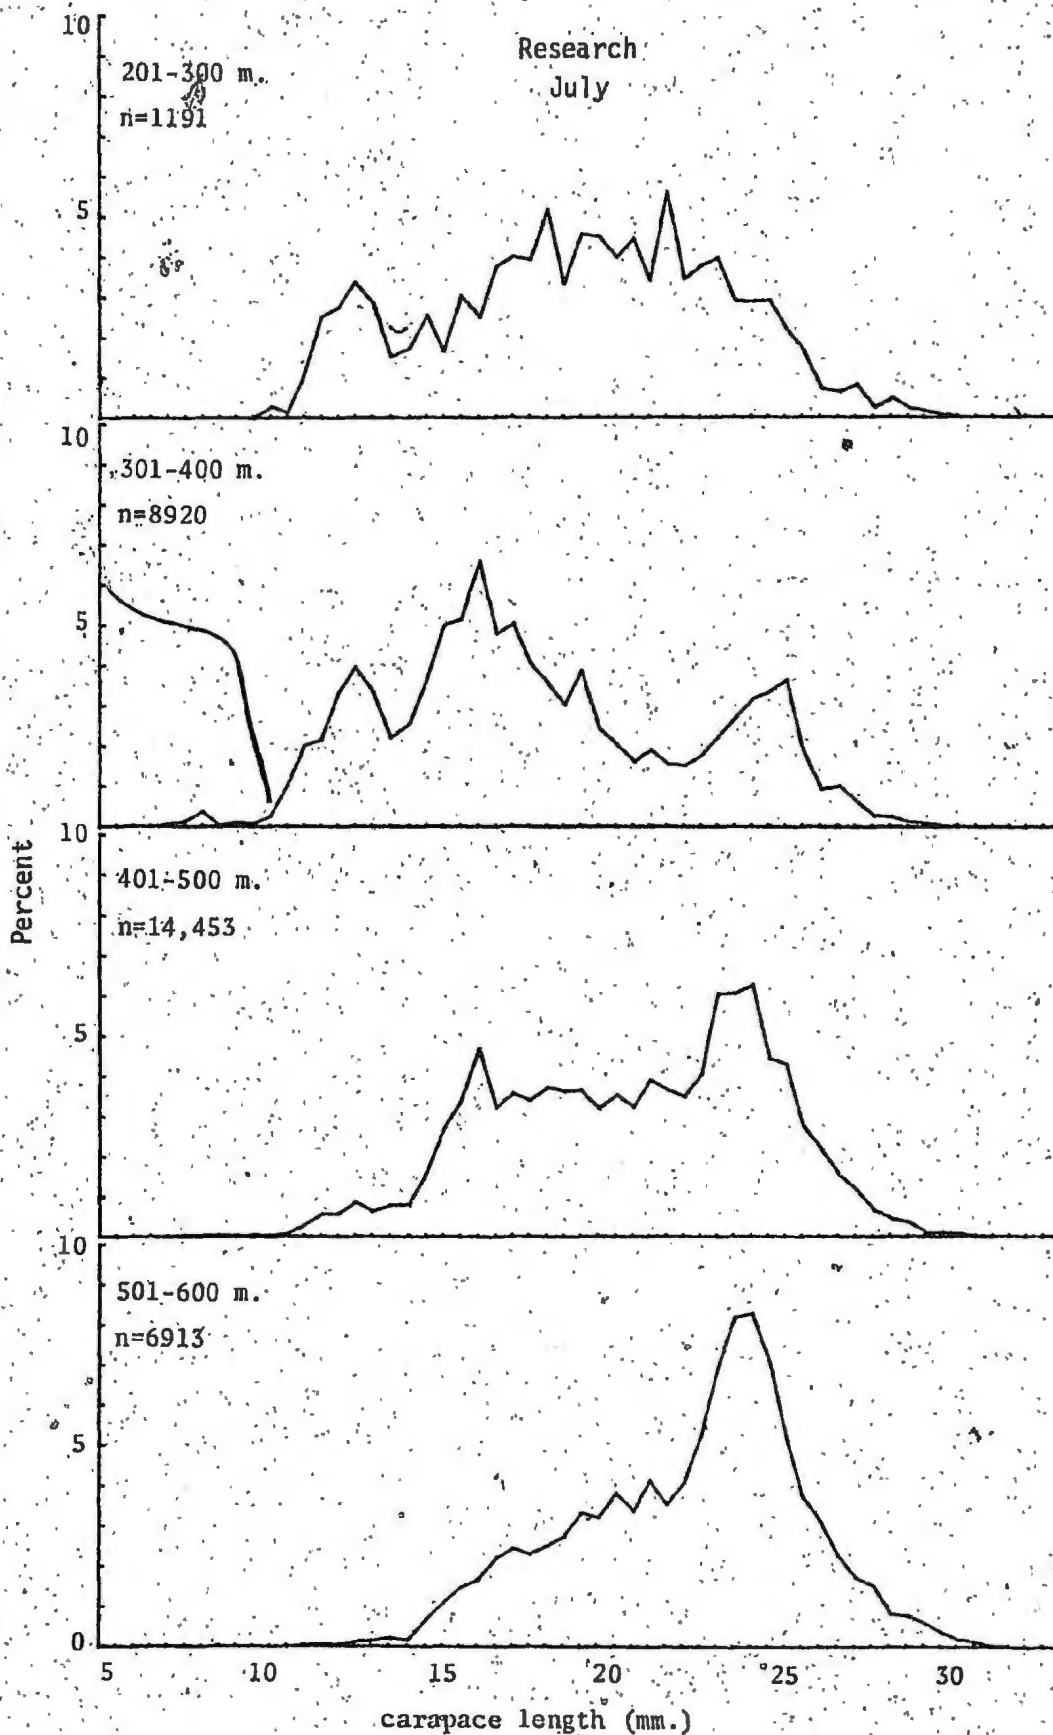 Research
July
10
201-300 m.
n=1191
5
10
301-400 m.
n=8920
5
10
401-500 m.
n=14,453
5
Percent
10
501-600 m.
n=6913
5
0
5 10 15 20 25 30
carapace length (mm.)